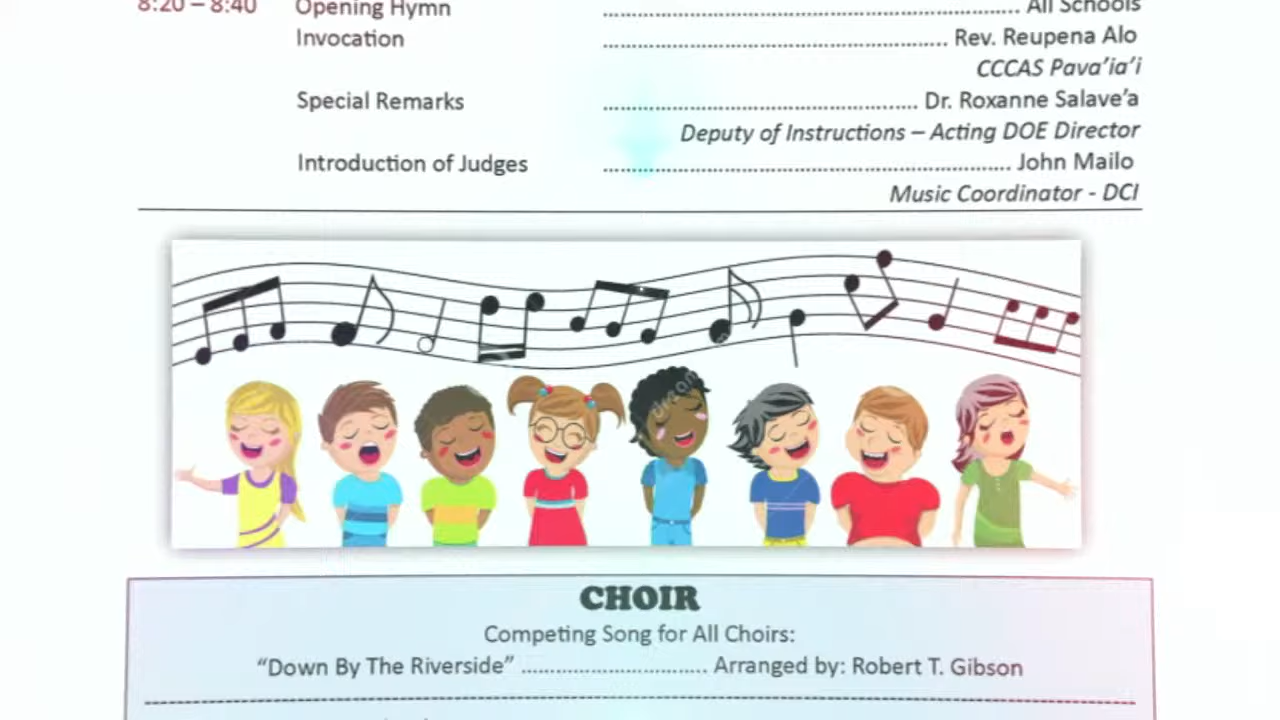 8:20 – 8:40 Opening Hymn ........................................ All Schools
Invocation ........................................ Rev. Reupena Alo
CCCAS Pava’ia’i
Special Remarks ........................................ Dr. Roxanne Salave’a
Deputy of Instructions – Acting DOE Director
Introduction of Judges ........................................ John Mailo
Music Coordinator - DCI
CHOIR
Competing Song for All Choirs:
“Down By The Riverside” ................................ Arranged by: Robert T. Gibson